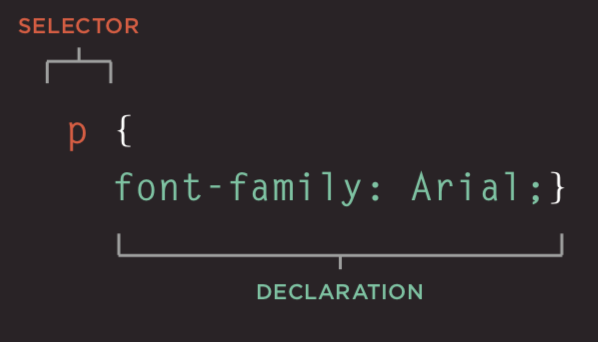 SELECTOR
p {
font-family: Arial;}
DECLARATION